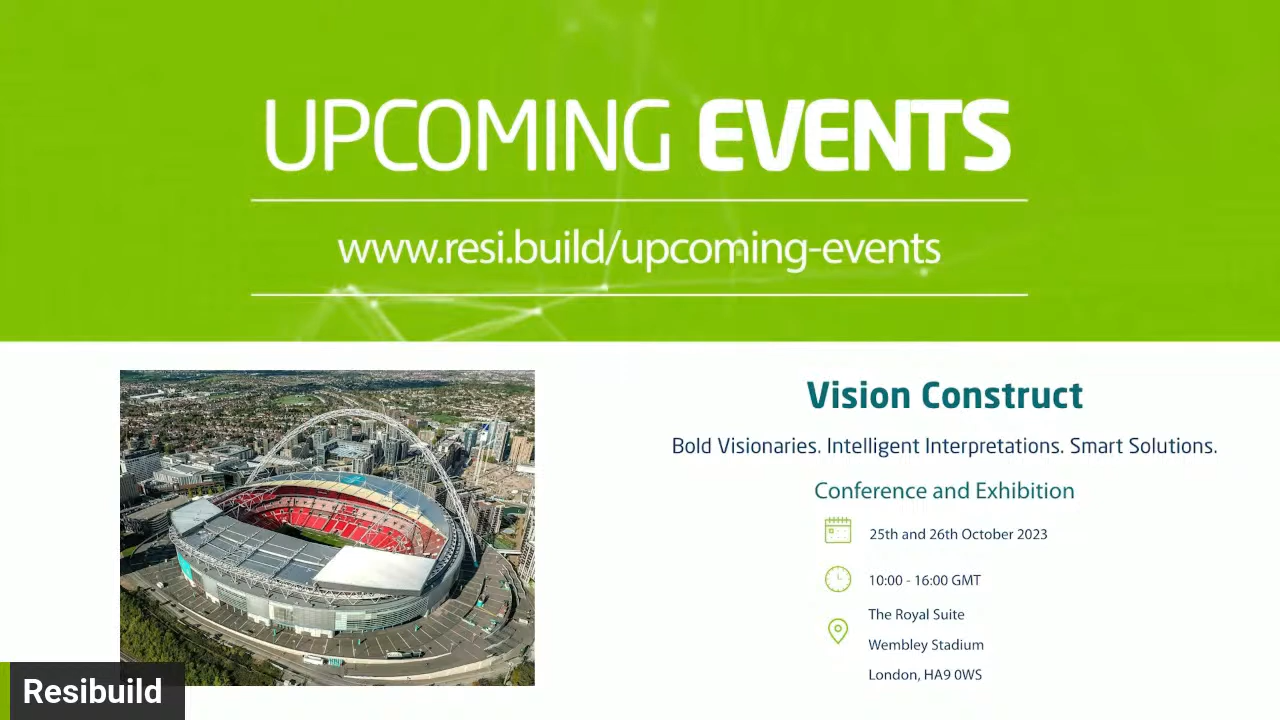 UPCOMING EVENTS
www.resi.build/upcoming-events
Vision Construct
Bold Visionaries. Intelligent Interpretations. Smart Solutions.
Conference and Exhibition
25th and 26th October 2023
10:00 - 16:00 GMT
The Royal Suite
Wembley Stadium
London, HA9 0WS
Resibuild